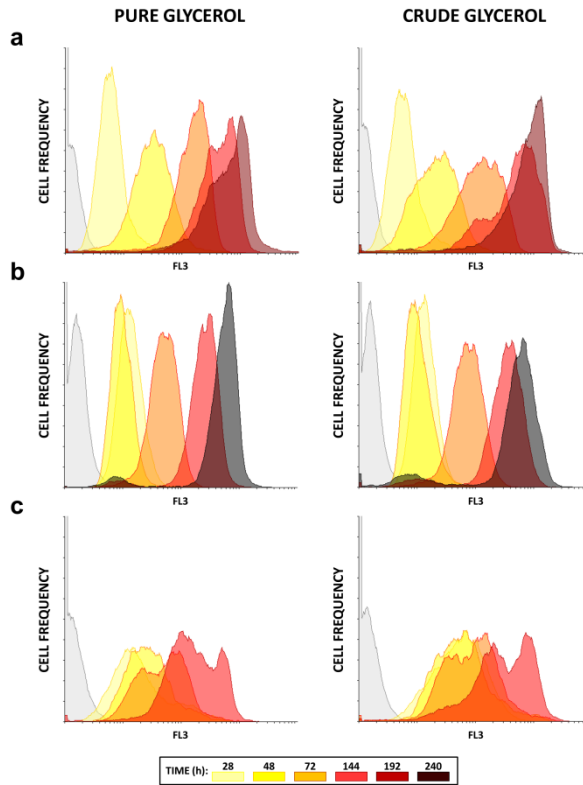 PURE GLYCEROL
CRUDE GLYCEROL
a
CELL FREQUENCY
FL3
CELL FREQUENCY
FL3
b
CELL FREQUENCY
FL3
CELL FREQUENCY
FL3
c
CELL FREQUENCY
FL3
CELL FREQUENCY
FL3
TIME (h): 28 48 72 144 192 240